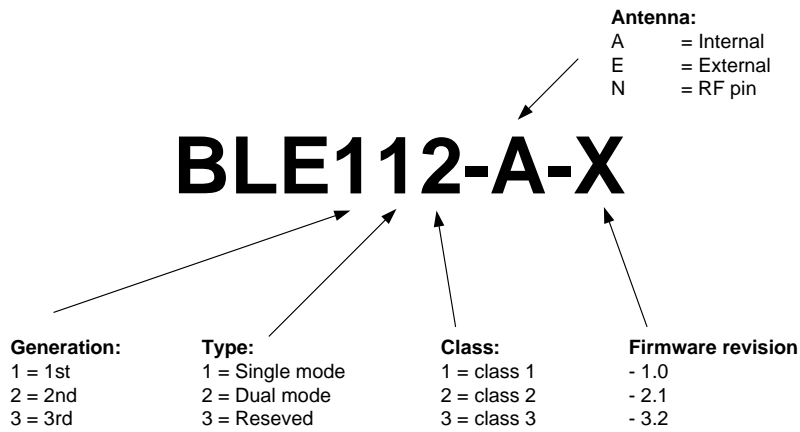 Antenna:
A = Internal
E = External
N = RF pin
BLE112-A-X
Generation:
1 = 1st
2 = 2nd
3 = 3rd
Type:
1 = Single mode
2 = Dual mode
3 = Reseved
Class:
1 = class 1
2 = class 2
3 = class 3
Firmware revision
- 1.0
- 2.1
- 3.2